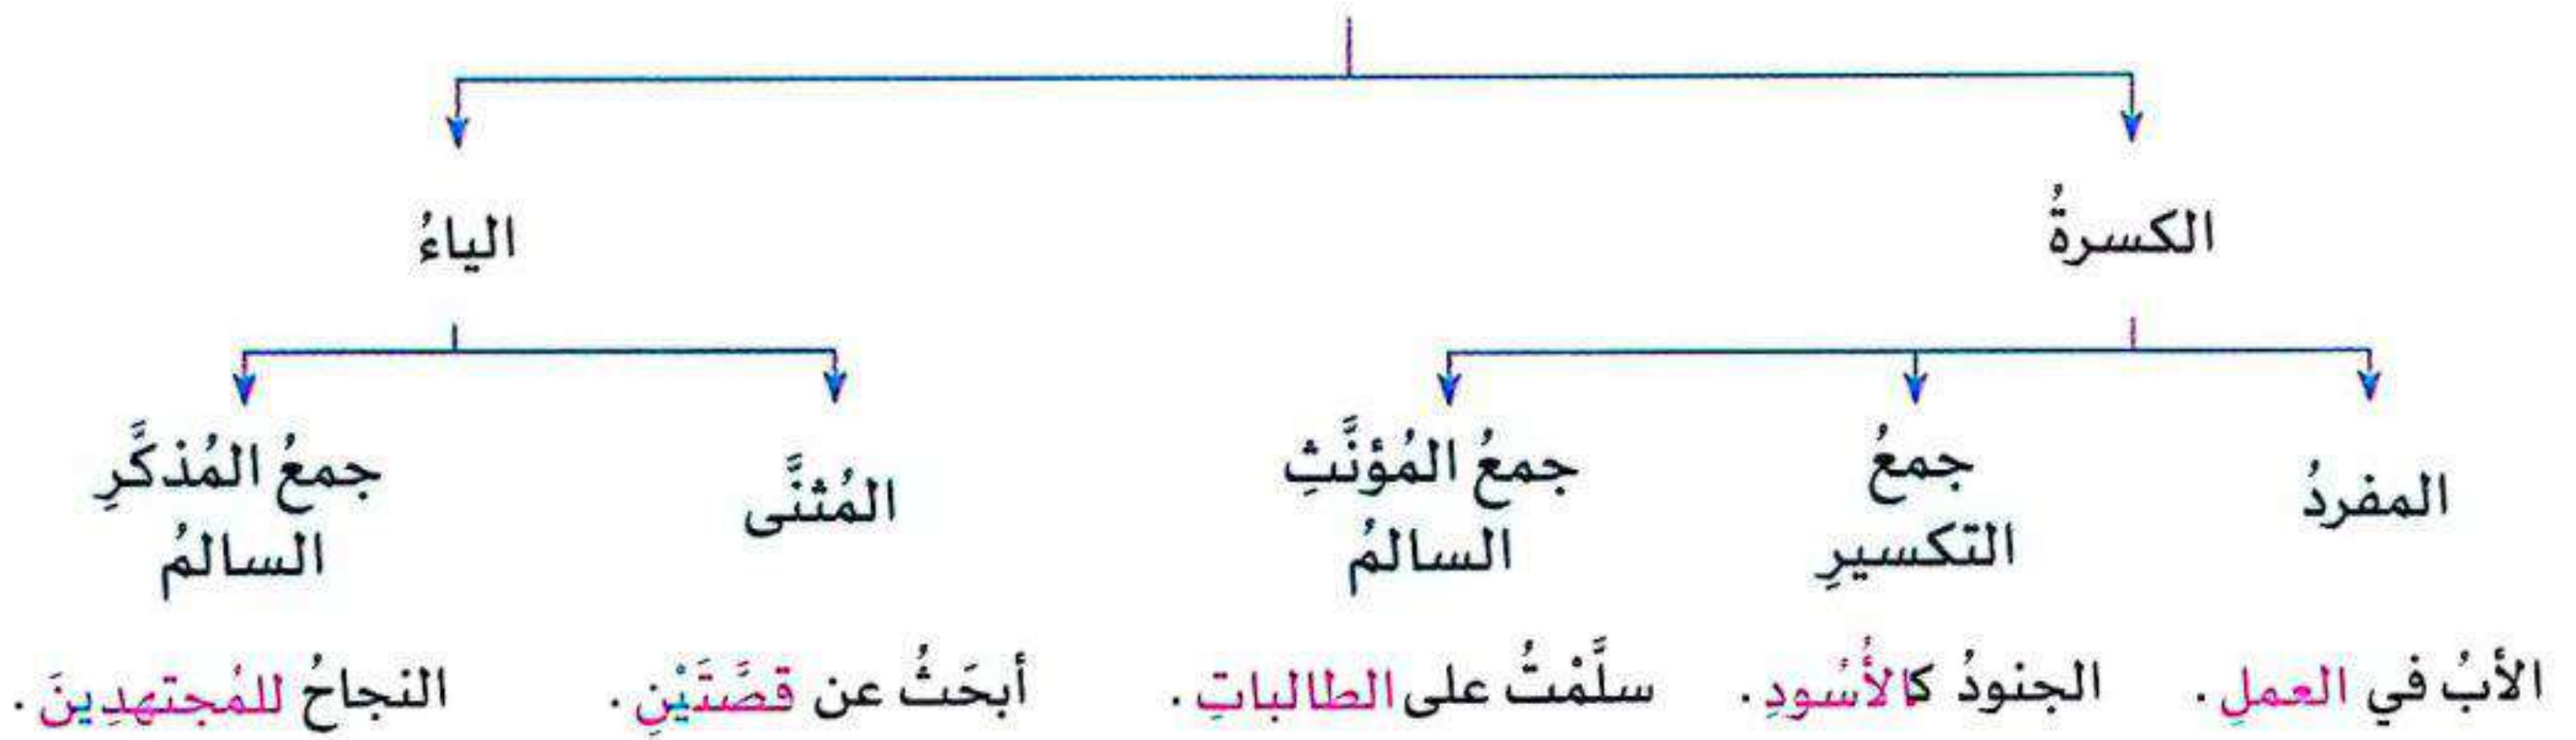 الكسرةُ
الياءُ
المفردُ
جمعُ
التكسيرِ
جمعُ المُؤنَّثِ
السالمُ
المُثنَّى
جمعُ المُذكَّرِ
السالمُ
الأبُ في العملِ.
الجنودُ كالأُسُودِ.
سلَّمْتُ على الطالباتِ.
أبحَثُ عن قصَّتَيْنِ.
النجاحُ للمُجتهدِينَ.